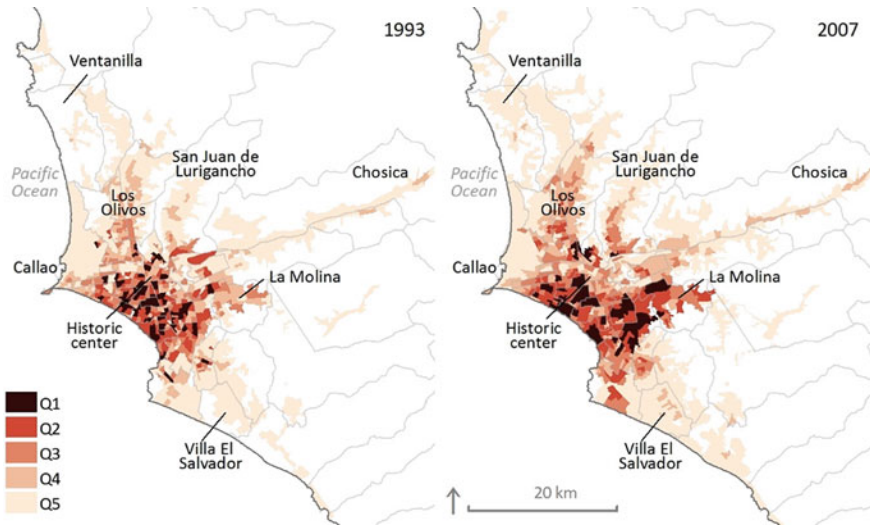 1993
Ventanilla
Pacific
Ocean
San Juan de
Lurigancho
Chosica
Los
Olivos
Callao
La Molina
Historic
center
Villa El
Salvador
Q1
Q2
Q3
Q4
Q5
2007
Ventanilla
Pacific
Ocean
San Juan de
Lurigancho
Chosica
Los
Olivos
Callao
La Molina
Historic
center
Villa El
Salvador
20 km